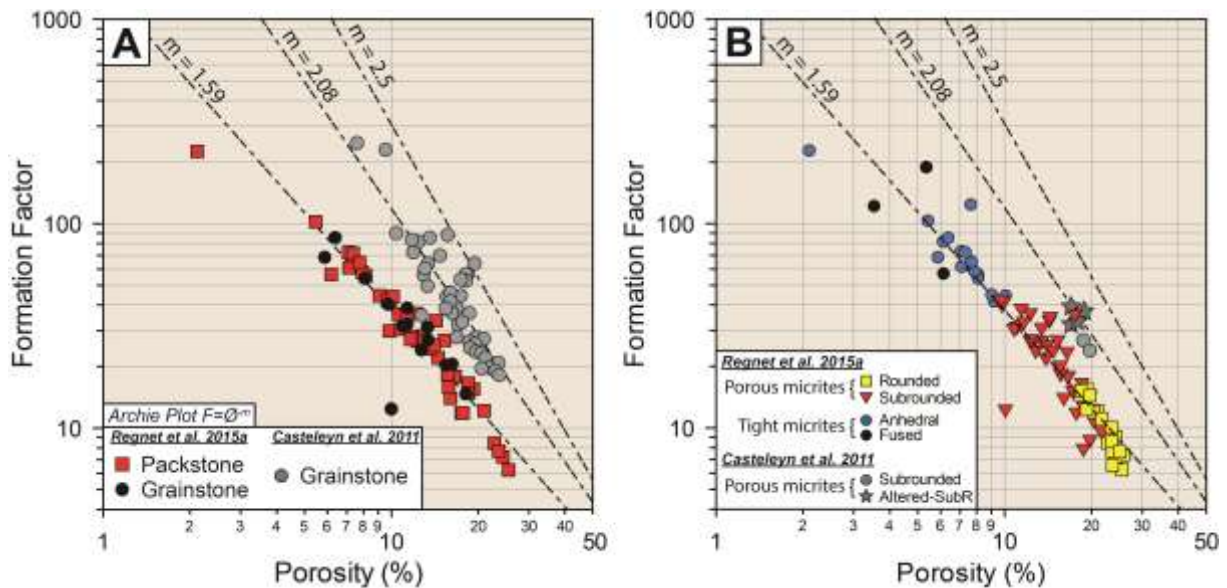 A
1000
100
10
Formation Factor
m = 1.59
m = 2.08
m = 2.5
Archie Plot F=Ø⁻ᵐ
Regnet et al. 2015a
Packstone
Grainstone
Casteleyn et al. 2011
Grainstone
1 2 3 4 5 6 7 8 9 10 20 30 40 50
Porosity (%)
B
1000
100
10
Formation Factor
m = 1.59
m = 2.08
m = 2.5
Regnet et al. 2015a
Porous micrites { Rounded
Subrounded
Tight micrites { Anhedral
Fused
Casteleyn et al. 2011
Porous micrites { Subrounded
Altered-SubR
1 2 3 4 5 6 7 8 9 10 20 30 40 50
Porosity (%)